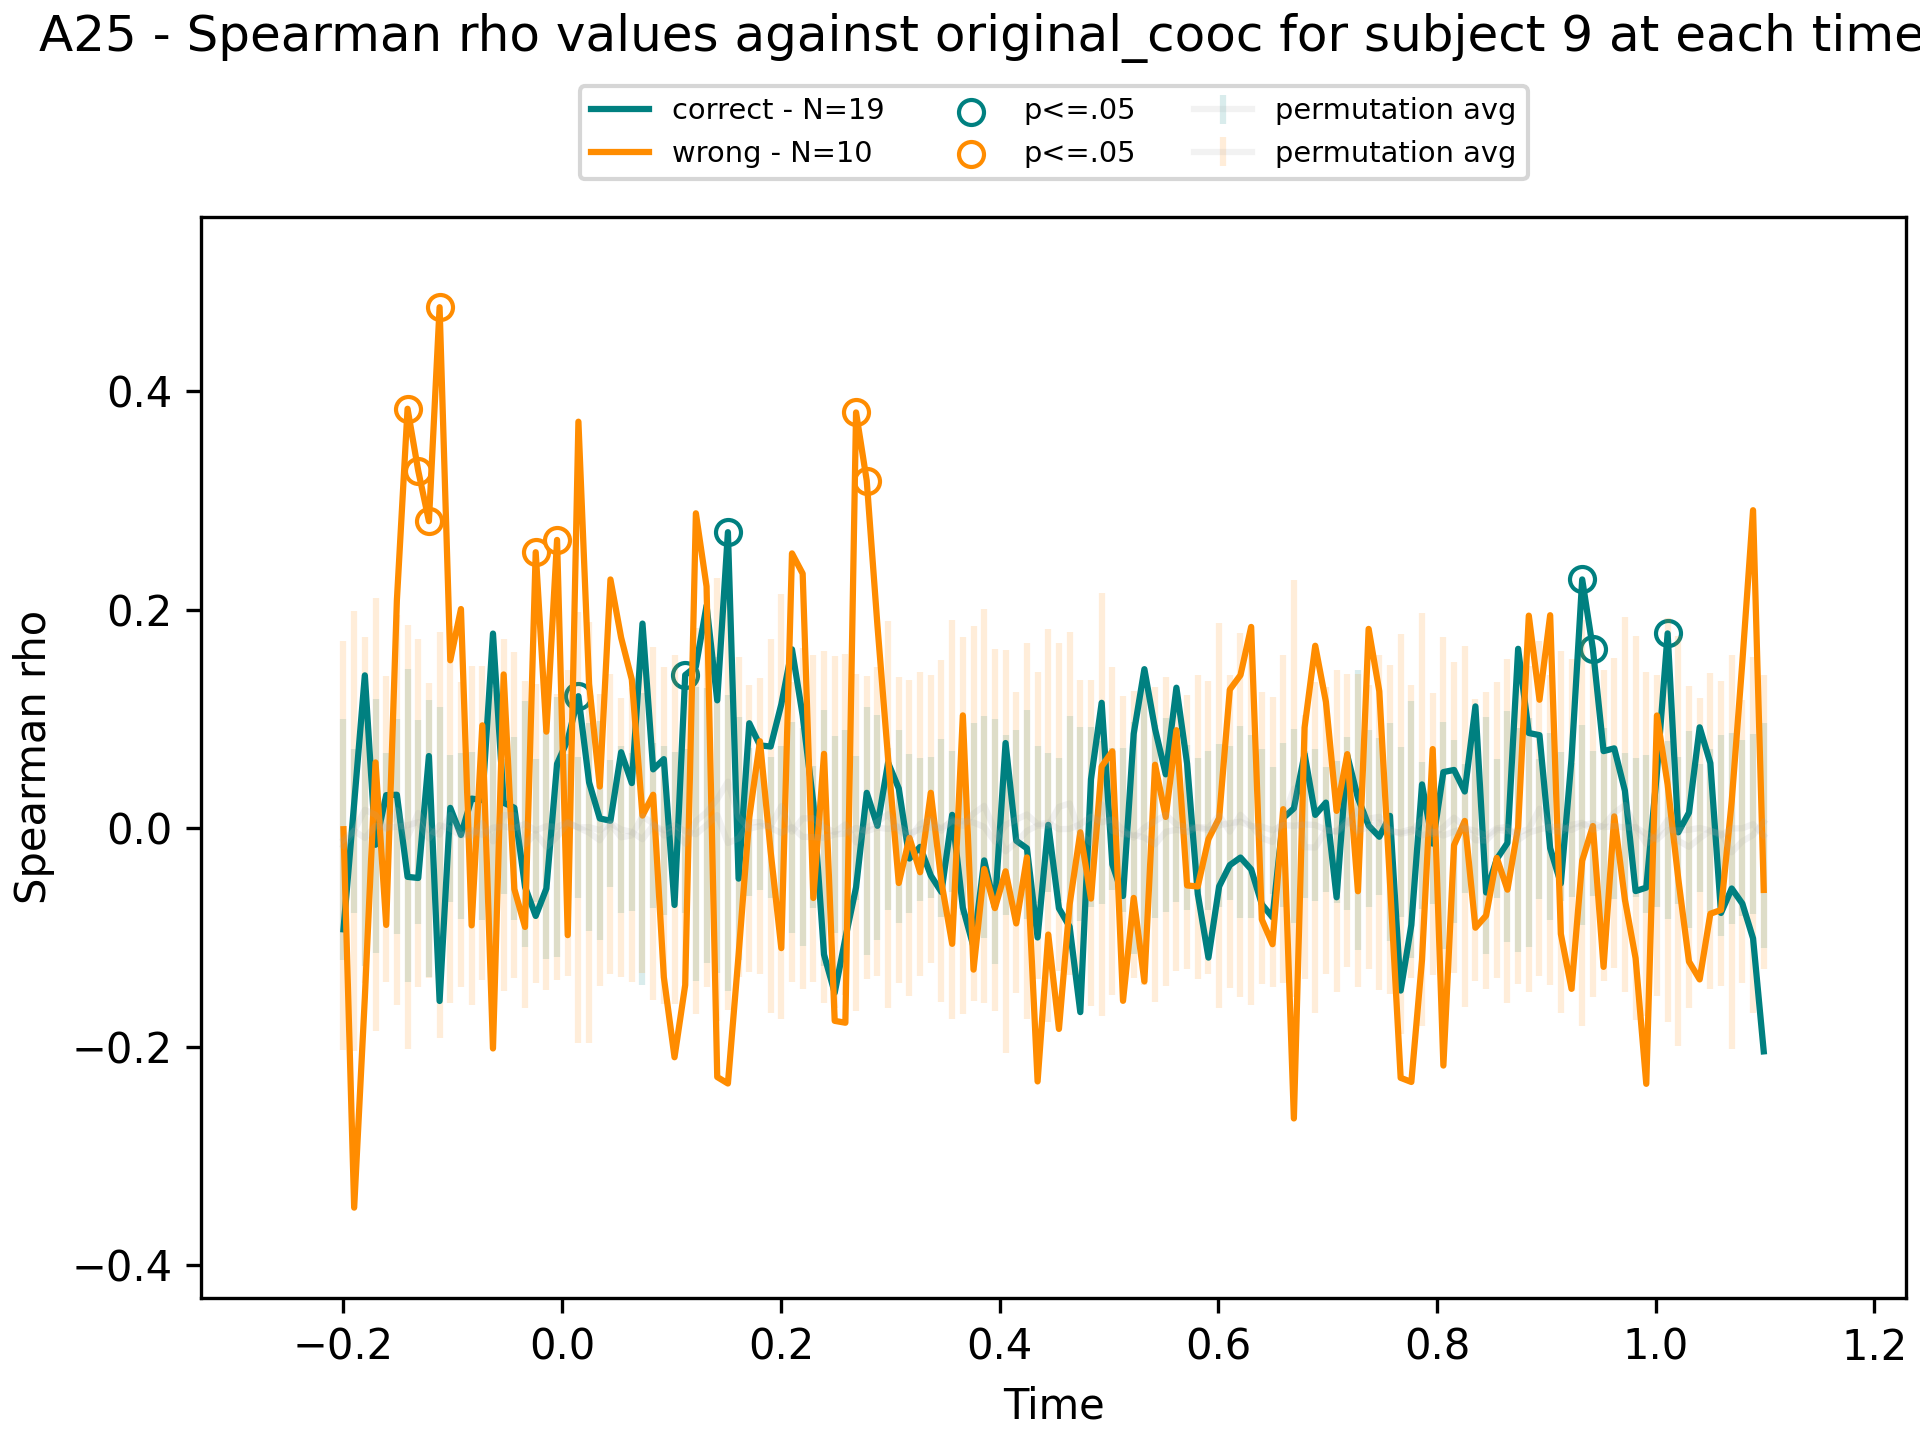 A25 - Spearman rho values against original_cooc for subject 9 at each time
correct - N=19
wrong - N=10
p<=.05
p<=.05
permutation avg
permutation avg
Spearman rho
0.4
0.2
0.0
−0.2
−0.4
−0.2 0.0 0.2 0.4 0.6 0.8 1.0 1.2
Time